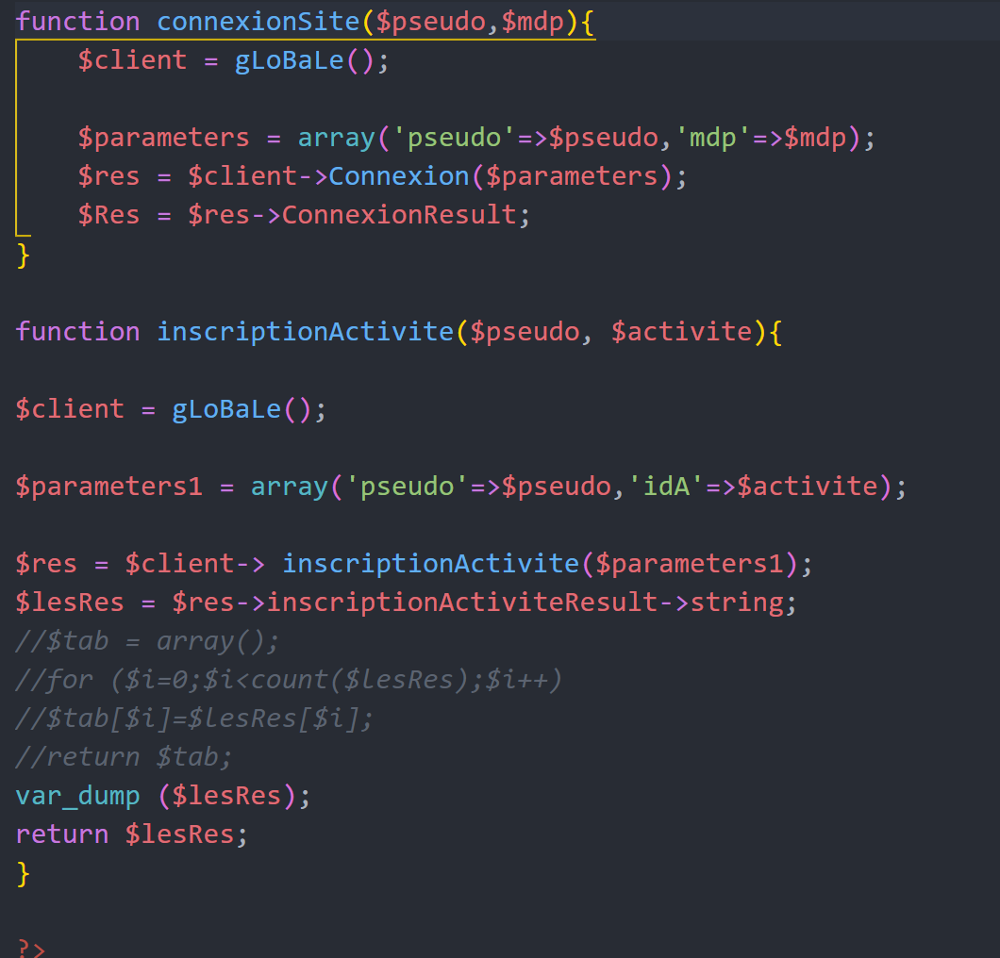 function connexionSite($pseudo,$mdp){
    $client = gLoBaLe();
    $parameters = array('pseudo'=>$pseudo,'mdp'=>$mdp);
    $res = $client->Connexion($parameters);
    $Res = $res->ConnexionResult;
}
function inscriptionActivite($pseudo, $activite){
$client = gLoBaLe();
$parameters1 = array('pseudo'=>$pseudo,'idA'=>$activite);
$res = $client-> inscriptionActivite($parameters1);
$lesRes = $res->inscriptionActiviteResult->string;
//$tab = array();
//for ($i=0;$i<count($lesRes);$i++)
//$tab[$i]=$lesRes[$i];
//return $tab;
var_dump ($lesRes);
return $lesRes;
}
?>